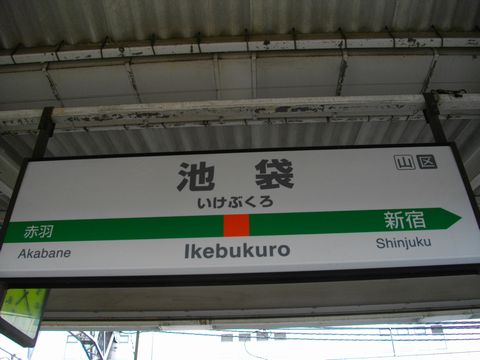 山 区
池袋
いけぶくろ
赤羽 新宿
Akabane Ikebukuro Shinjuku